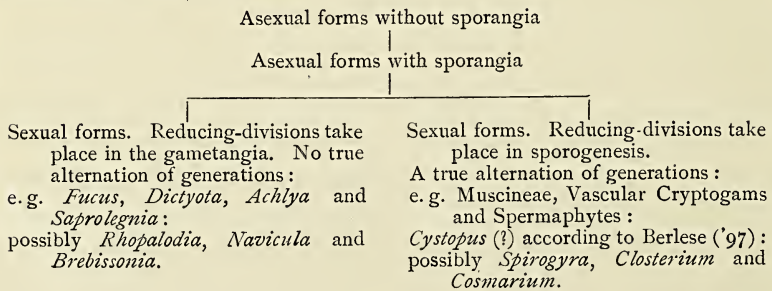 Asexual forms without sporangia
Asexual forms with sporangia
Sexual forms. Reducing-divisions take
place in the gametangia. No true
alternation of generations :
e. g. Fucus, Dictyota, Achlya and
Saprolegnia :
possibly Rhopalodia, Navicula and
Brebissonia.
Sexual forms. Reducing-divisions take
place in sporogenesis.
A true alternation of generations :
e. g. Muscineae, Vascular Cryptogams
and Spermaphytes :
Cystopus (?) according to Berlese ('97) :
possibly Spirogyra, Closterium and
Cosmarium.